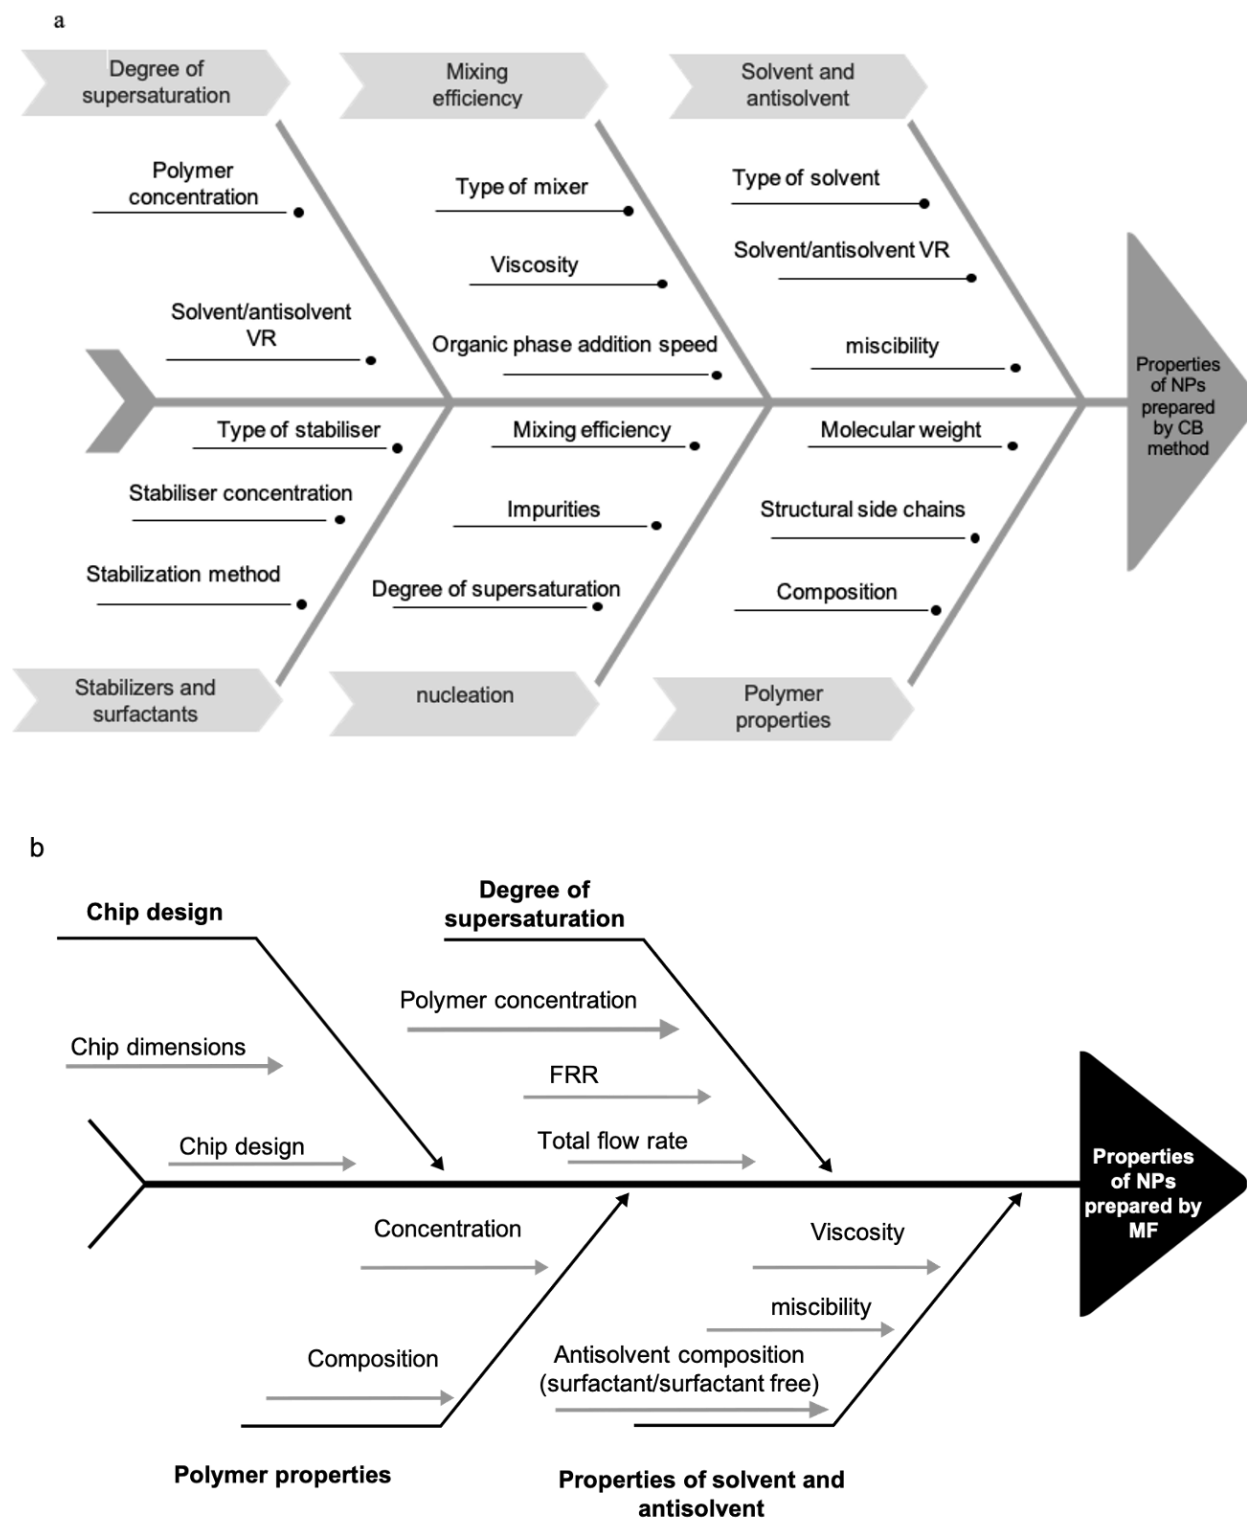 a
Degree of
supersaturation
Mixing
efficiency
Solvent and
antisolvent
Polymer
concentration
Type of mixer
Type of solvent
Viscosity
Solvent/antisolvent VR
Solvent/antisolvent
VR
Organic phase addition speed
miscibility
Properties
of NPs
prepared
by CB
method
Type of stabiliser
Mixing efficiency
Molecular weight
Stabiliser concentration
Impurities
Structural side chains
Stabilization method
Degree of supersaturation
Composition
Stabilizers and
surfactants
nucleation
Polymer
properties
b
Chip design
Degree of
supersaturation
Polymer concentration
Chip dimensions
FRR
Chip design
Total flow rate
Properties
of NPs
prepared by
MF
Concentration
Viscosity
miscibility
Composition
Antisolvent composition
(surfactant/surfactant free)
Polymer properties
Properties of solvent and
antisolvent